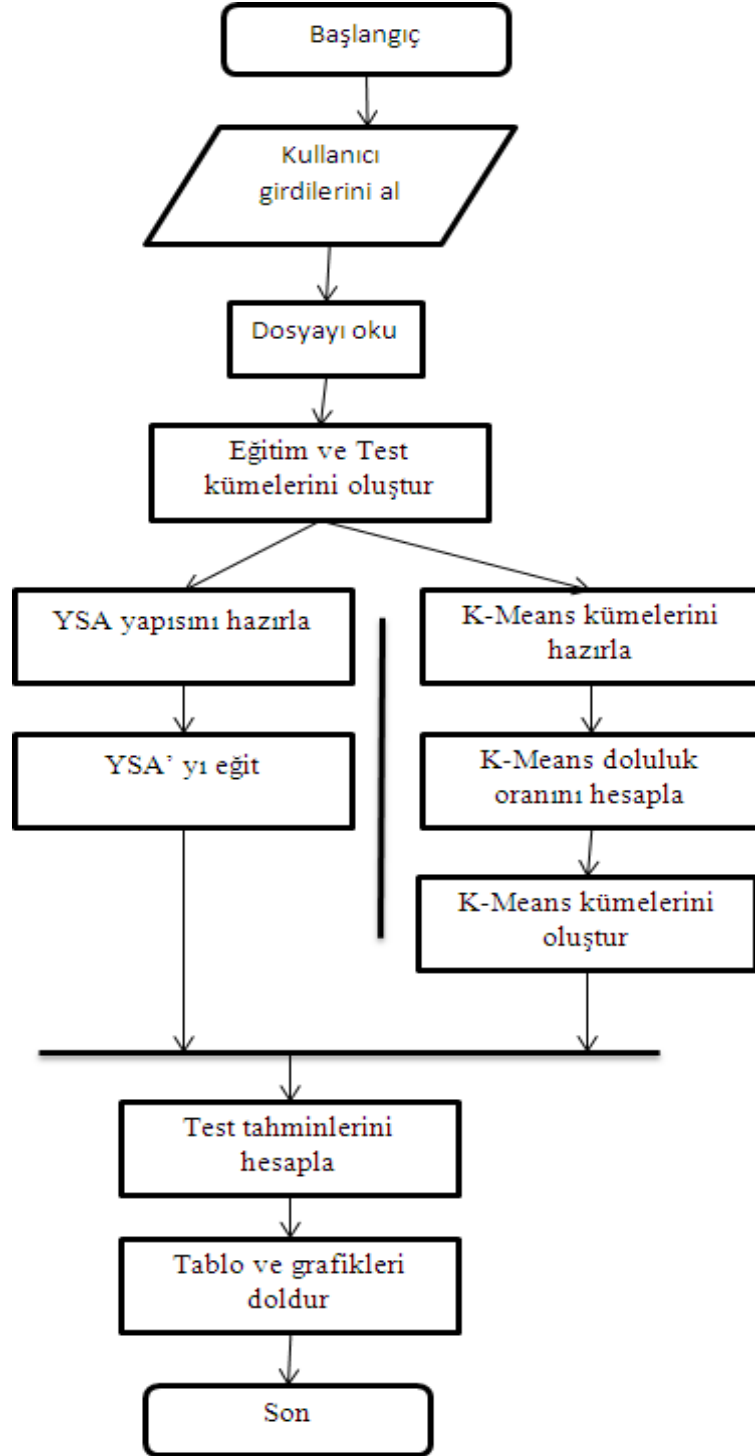 Başlangıç
Kullanıcı
girdilerini al
Dosyayı oku
Eğitim ve Test
kümelerini oluştur
YSA yapısını hazırla
YSA' yı eğit
K-Means kümelerini
hazırla
K-Means doluluk
oranını hesapla
K-Means kümelerini
oluştur
Test tahminlerini
hesapla
Tablo ve grafikleri
doldur
Son